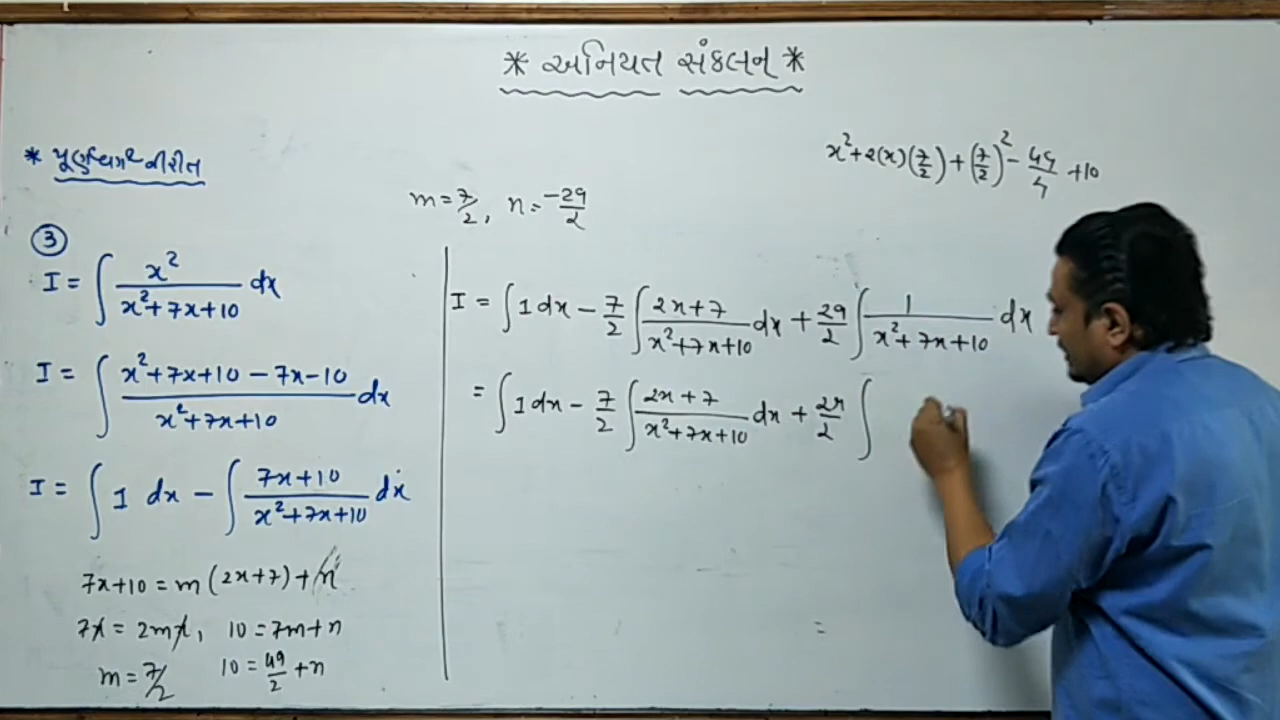 * અનિયત સંકલન *
* પૂર્ણવર્ગ રીત
③
I = ∫ x²/(x²+7x+10) dx
I = ∫ (x²+7x+10-7x-10)/(x²+7x+10) dx
I = ∫ 1 dx - ∫ (7x+10)/(x²+7x+10) dx
7x+10 = m(2x+7)+n
7x = 2mx, 10 = 7m+n
m = 7/2 10 = 49/2 + n
m = 7/2, n = -29/2
x²+2(x)(7/2)+(7/2)² - 49/4 + 10
I = ∫ 1 dx - 7/2 ∫ (2x+7)/(x²+7x+10) dx + 29/2 ∫ 1/(x²+7x+10) dx
= ∫ 1 dx - 7/2 ∫ (2x+7)/(x²+7x+10) dx + 29/2 ∫
=